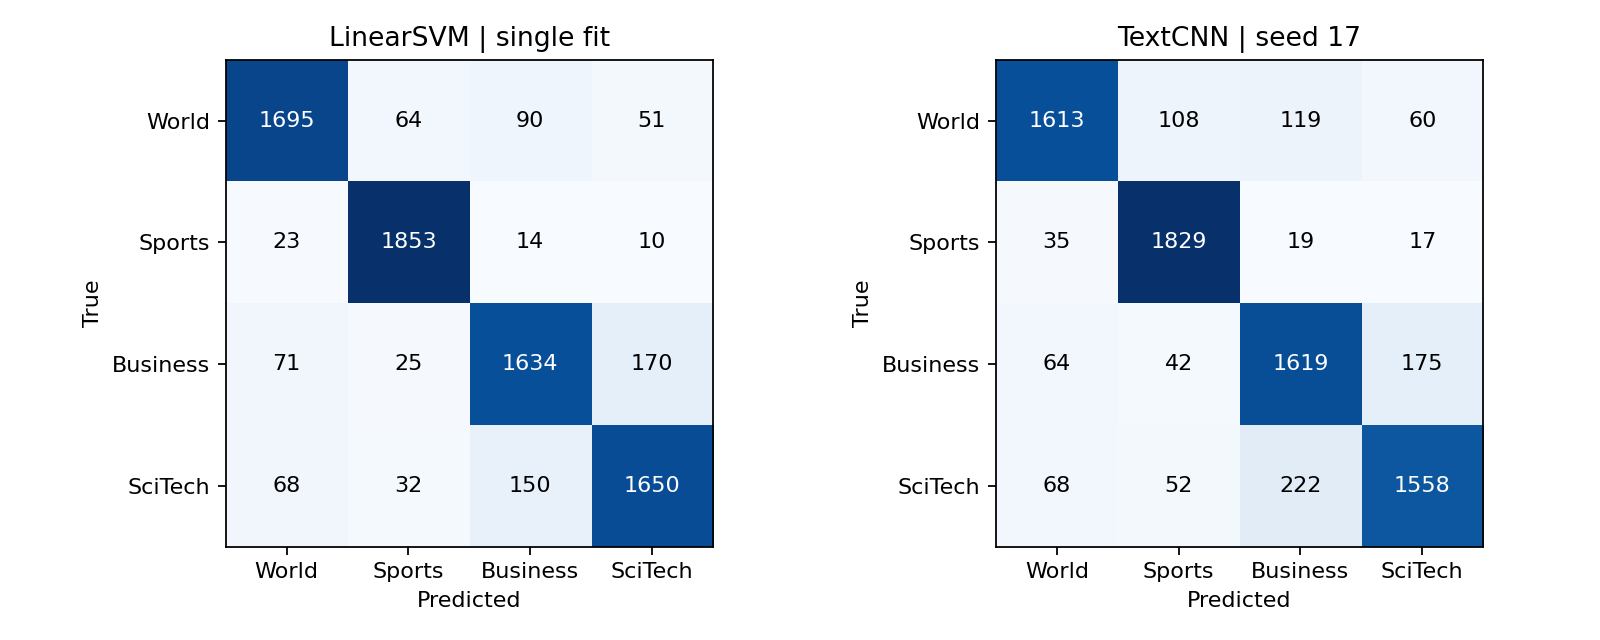 LinearSVM | single fit
True
World 1695 64 90 51
Sports 23 1853 14 10
Business 71 25 1634 170
SciTech 68 32 150 1650
World Sports Business SciTech
Predicted
TextCNN | seed 17
True
World 1613 108 119 60
Sports 35 1829 19 17
Business 64 42 1619 175
SciTech 68 52 222 1558
World Sports Business SciTech
Predicted